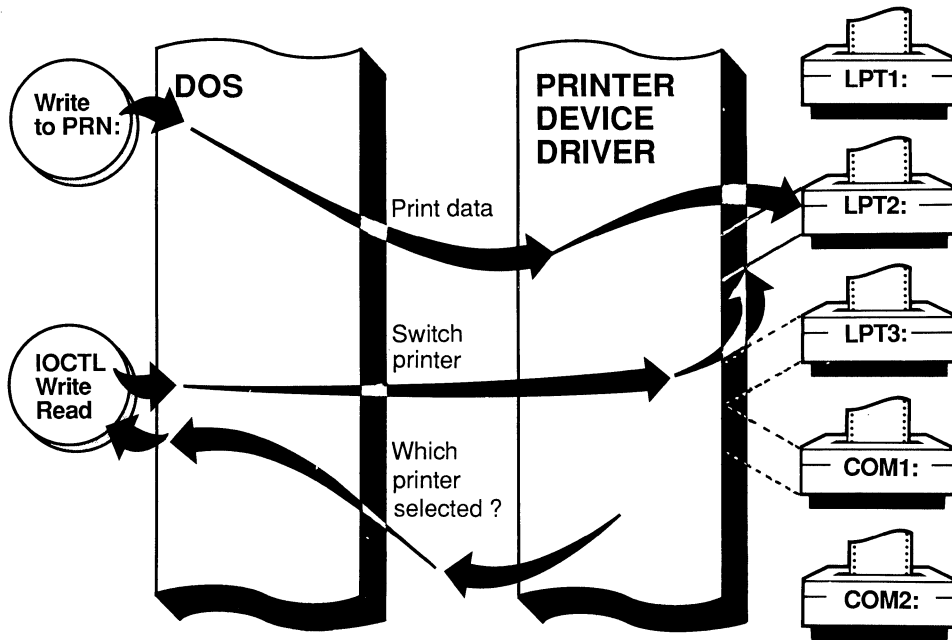 Write
to PRN:
DOS
PRINTER
DEVICE
DRIVER
LPT1:
Print data
LPT2:
IOCTL
Write
Read
Switch
printer
LPT3:
Which
printer
selected ?
COM1:
COM2: